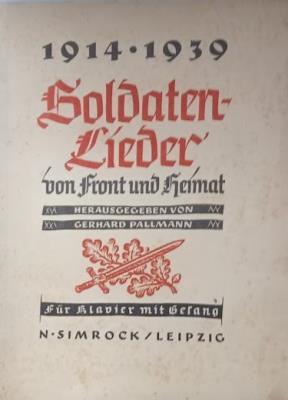 1914 · 1939
Soldaten-
Lieder
von Front und Heimat
HERAUSGEGEBEN VON
GERHARD PALLMANN
Für Klavier mit Gesang
N·SIMROCK/LEIPZIG